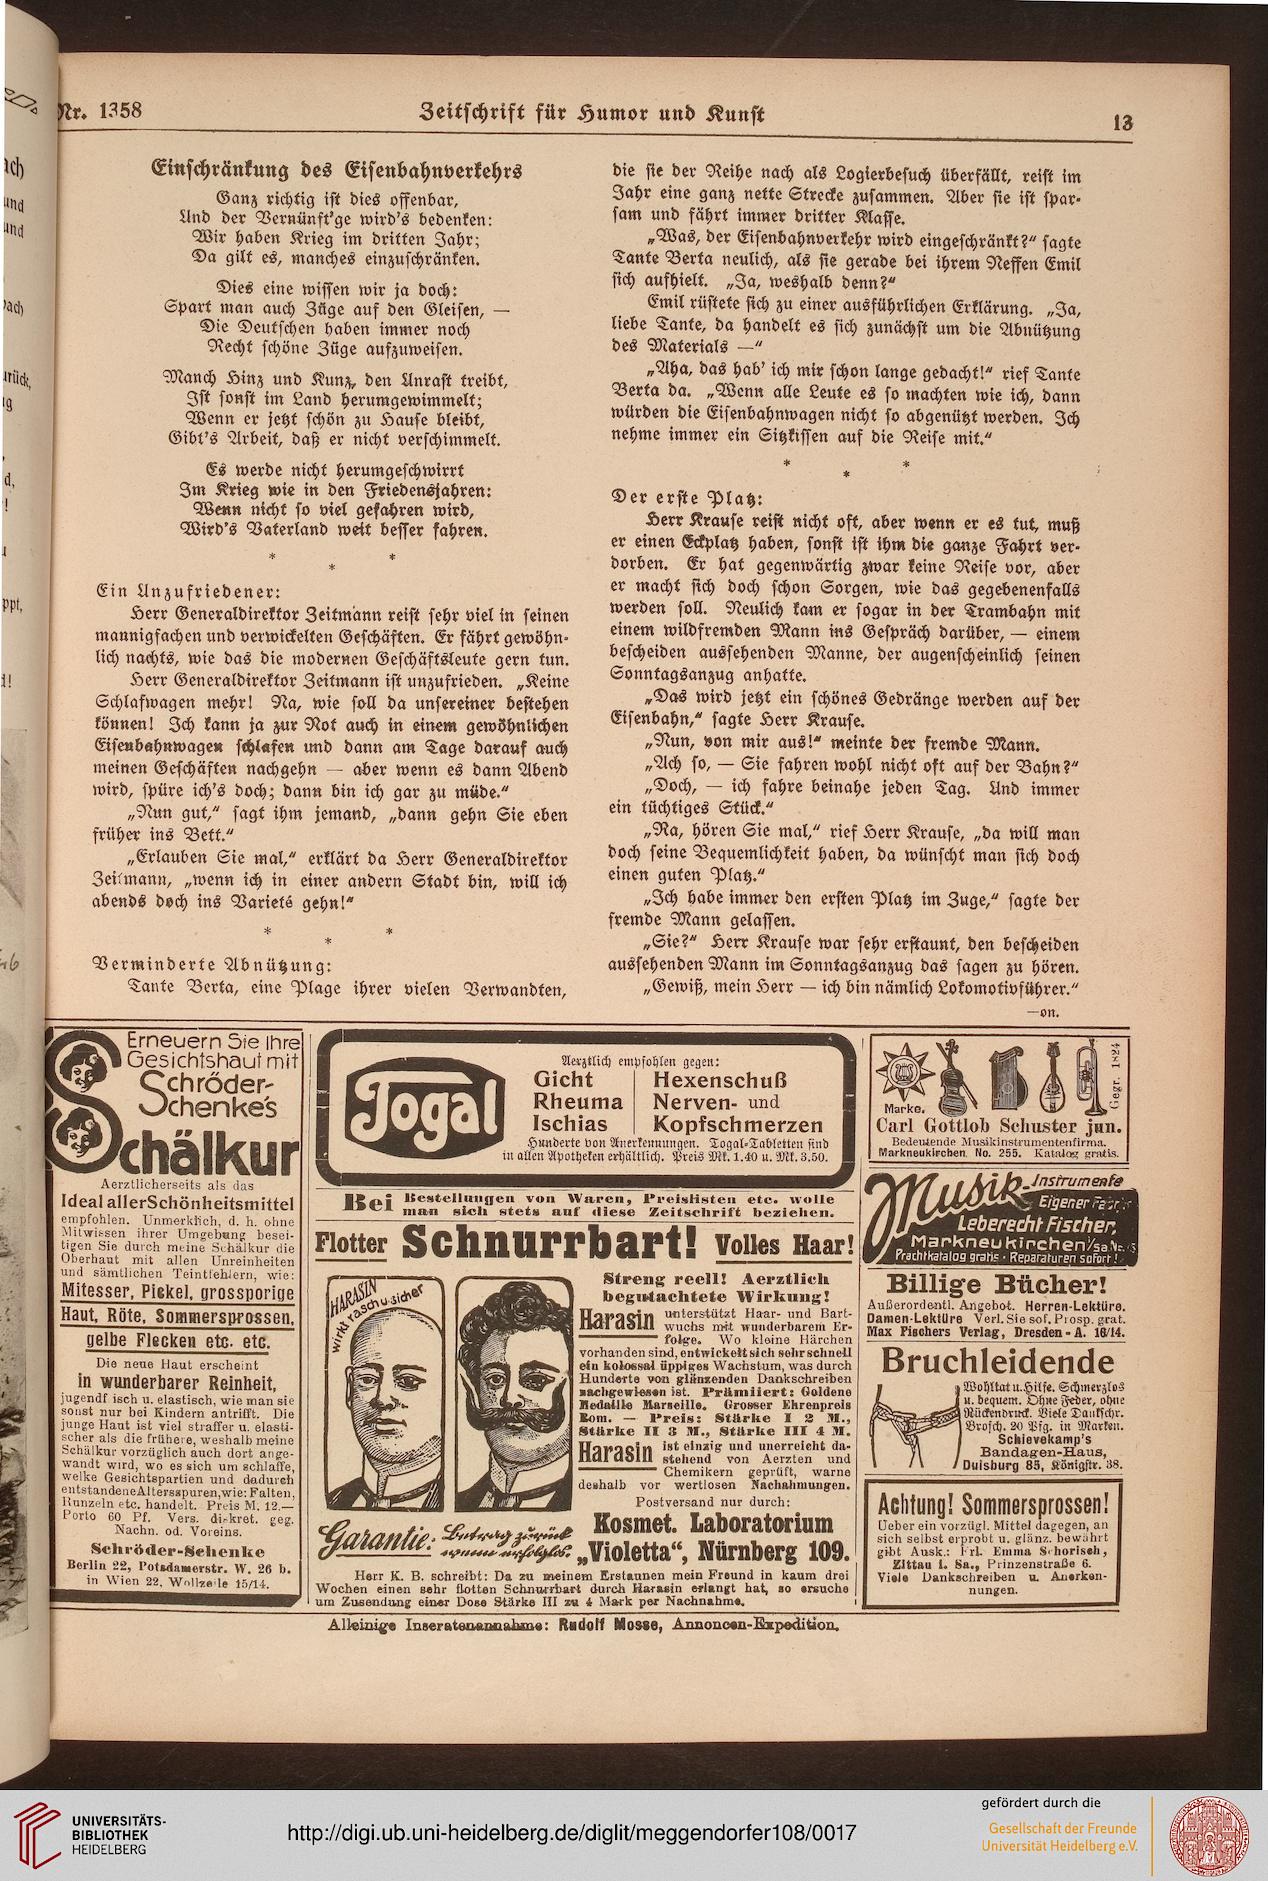 Nr. 1358
Zeitschrift für Humor und Kunst
13
Einschränkung des Eisenbahnverkehrs
Ganz richtig ist dies offenbar,
Und der Vernünft'ge wird's bedenken:
Wir haben Krieg im dritten Jahr;
Da gilt es, manches einzuschränken.
Dies eine wissen wir ja doch:
Spart man auch Züge auf den Gleisen, —
Die Deutschen haben immer noch
Recht schöne Züge aufzuweisen.
Manch Hinz und Kunz, den Unrast treibt,
Ist sonst im Land herumgewimmelt;
Wenn er jetzt schön zu Hause bleibt,
Gibt's Arbeit, daß er nicht verschimmelt.
Es werde nicht herumgeschwirrt
Im Krieg wie in den Friedensjahren:
Wenn nicht so viel gefahren wird,
Wird's Vaterland weit besser fahren.
* * *
Ein Unzufriedener:
Herr Generaldirektor Zeitmann reist sehr viel in seinen
mannigfachen und verwickelten Geschäften. Er fährt gewöhn-
lich nachts, wie das die modernen Geschäftsleute gern tun.
Herr Generaldirektor Zeitmann ist unzufrieden. „Keine
Schlafwagen mehr! Na, wie soll da unsereiner bestehen
können! Ich kann ja zur Not auch in einem gewöhnlichen
Eisenbahnwagen schlafen und dann am Tage darauf auch
meinen Geschäften nachgehn — aber wenn es dann Abend
wird, spüre ich's doch; dann bin ich gar zu müde.“
„Nun gut,“ sagt ihm jemand, „dann gehn Sie eben
früher ins Bett.“
„Erlauben Sie mal,“ erklärt da Herr Generaldirektor
Zeitmann, „wenn ich in einer andern Stadt bin, will ich
abends doch ins Varieté gehn!“
* * *
Verminderte Abnützung:
Tante Berta, eine Plage ihrer vielen Verwandten,
die sie der Reihe nach als Logierbesuch überfällt, reist im
Jahr eine ganz nette Strecke zusammen. Aber sie ist spar-
sam und fährt immer dritter Klasse.
„Was, der Eisenbahnverkehr wird eingeschränkt?“ sagte
Tante Berta neulich, als sie gerade bei ihrem Neffen Emil
sich aufhielt. „Ja, weshalb denn?“
Emil rüstete sich zu einer ausführlichen Erklärung. „Ja,
liebe Tante, da handelt es sich zunächst um die Abnützung
des Materials —“
„Aha, das hab' ich mir schon lange gedacht!“ rief Tante
Berta da. „Wenn alle Leute es so machten wie ich, dann
würden die Eisenbahnwagen nicht so abgenützt werden. Ich
nehme immer ein Sitzkissen auf die Reise mit.“
* * *
Der erste Platz:
Herr Krause reist nicht oft, aber wenn er es tut, muß
er einen Eckplatz haben, sonst ist ihm die ganze Fahrt ver-
dorben. Er hat gegenwärtig zwar keine Reise vor, aber
er macht sich doch schon Sorgen, wie das gegebenenfalls
werden soll. Neulich kam er sogar in der Trambahn mit
einem wildfremden Mann ins Gespräch darüber, — einem
bescheiden aussehenden Manne, der augenscheinlich seinen
Sonntagsanzug anhatte.
„Das wird jetzt ein schönes Gedränge werden auf der
Eisenbahn,“ sagte Herr Krause.
„Nun, von mir aus!“ meinte der fremde Mann.
„Ach so, — Sie fahren wohl nicht oft auf der Bahn?“
„Doch, — ich fahre beinahe jeden Tag. Und immer
ein tüchtiges Stück.“
„Na, hören Sie mal,“ rief Herr Krause, „da will man
doch seine Bequemlichkeit haben, da wünscht man sich doch
einen guten Platz.“
„Ich habe immer den ersten Platz im Zuge,“ sagte der
fremde Mann gelassen.
„Sie?“ Herr Krause war sehr erstaunt, den bescheiden
aussehenden Mann im Sonntagsanzug das sagen zu hören.
„Gewiß, mein Herr — ich bin nämlich Lokomotivführer.“
—on.
Erneuern Sie Ihre
Gesichtshaut mit
Schröder-
Schenke's
Schälkur
Aerztlicherseits als das
Ideal aller Schönheitsmittel
empfohlen. Unmerklich, d. h. ohne
Mitwissen ihrer Umgebung besei-
tigen Sie durch meine Schälkur die
Oberhaut mit allen Unreinheiten
und sämtlichen Teintfehlern, wie:
Mitesser, Pickel, grossporige
Haut, Röte, Sommersprossen,
gelbe Flecken etc. etc.
Die neue Haut erscheint
in wunderbarer Reinheit,
jugendfrisch u. elastisch, wie man sie
sonst nur bei Kindern antrifft. Die
junge Haut ist viel straffer u. elasti-
scher als die frühere, weshalb meine
Schälkur vorzüglich auch dort ange-
wandt wird, wo es sich um schlaffe,
welke Gesichtspartien und dadurch
entstandene Altersspuren, wie: Falten,
Runzeln etc. handelt. Preis M. 12.—
Porto 60 Pf. Vers. diskret. geg.
Nachn. od. Voreins.
Schröder-Schenke
Berlin 22, Potsdamerstr. W. 26 b.
in Wien 22, Wollzeile 15/14.
Togal
Aerztlich empfohlen gegen:
Gicht
Rheuma
Ischias
Hexenschuß
Nerven- und
Kopfschmerzen
Hunderte von Anerkennungen. Togal-Tabletten sind
in allen Apotheken erhältlich. Preis Mk. 1.40 u. Mk. 3.50.
Bei Bestellungen von Waren, Preislisten etc. wolle
man sich stets auf diese Zeitschrift beziehen.
Flotter Schnurrbart! Volles Haar!
HARASIN
wirkt rasch u. sicher
Streng reell! Aerztlich
begutachtete Wirkung!
Harasin unterstützt Haar- und Bart-
wuchs mit wunderbarem Er-
folge. Wo kleine Härchen
vorhanden sind, entwickelt sich sehr schnell
ein kolossal üppiges Wachstum, was durch
Hunderte von glänzenden Dankschreiben
nachgewiesen ist. Prämiiert: Goldene
Medaille Marseille. Grosser Ehrenpreis
Rom. — Preis: Stärke I 2 M.,
Stärke II 3 M., Stärke III 4 M.
Harasin ist einzig und unerreicht da-
stehend von Aerzten und
Chemikern geprüft, warne
deshalb vor wertlosen Nachahmungen.
Postversand nur durch:
Garantie: Betrag zurück
wenn erfolglos.
Kosmet. Laboratorium
„Violetta“, Nürnberg 109.
Herr K. B. schreibt: Da zu meinem Erstaunen mein Freund in kaum drei
Wochen einen sehr flotten Schnurrbart durch Harasin erlangt hat, so ersuche
um Zusendung einer Dose Stärke III zu 4 Mark per Nachnahme.
Marke.
Gegr. 1824
Carl Gottlob Schuster jun.
Bedeutende Musikinstrumentenfirma.
Markneukirchen. No. 255. Katalog gratis.
Musik-Instrumente
Eigener Fabrik
Leberecht Fischer,
Markneukirchen i/Sa.
Prachtkatalog gratis • Reparaturen sofort!
Billige Bücher!
Außerordentl. Angebot. Herren-Lektüre.
Damen-Lektüre Verl. Sie sof. Prosp. grat.
Max Fischers Verlag, Dresden - A. 16/14.
Bruchleidende
Wohltat u. Hilfe. Schmerzlos
u. bequem. Ohne Feder, ohne
Rückendruck. Viele Dankschr.
Brosch. 20 Pfg. in Marken.
Schievekamp's
Bandagen-Haus,
Duisburg 85, Königstr. 38.
Achtung! Sommersprossen!
Ueber ein vorzügl. Mittel dagegen, an
sich selbst erprobt u. glänz. bewährt
gibt Ausk.: Frl. Emma Schorisch,
Zittau i. Sa., Prinzenstraße 6.
Viele Dankschreiben u. Anerken-
nungen.
Alleinige Inseratenannahme: Rudolf Mosse, Annoncen-Expedition.
UNIVERSITÄTS-
BIBLIOTHEK
HEIDELBERG
http://digi.ub.uni-heidelberg.de/diglit/meggendorfer108/0017
gefördert durch die
Gesellschaft der Freunde
Universität Heidelberg e.V.